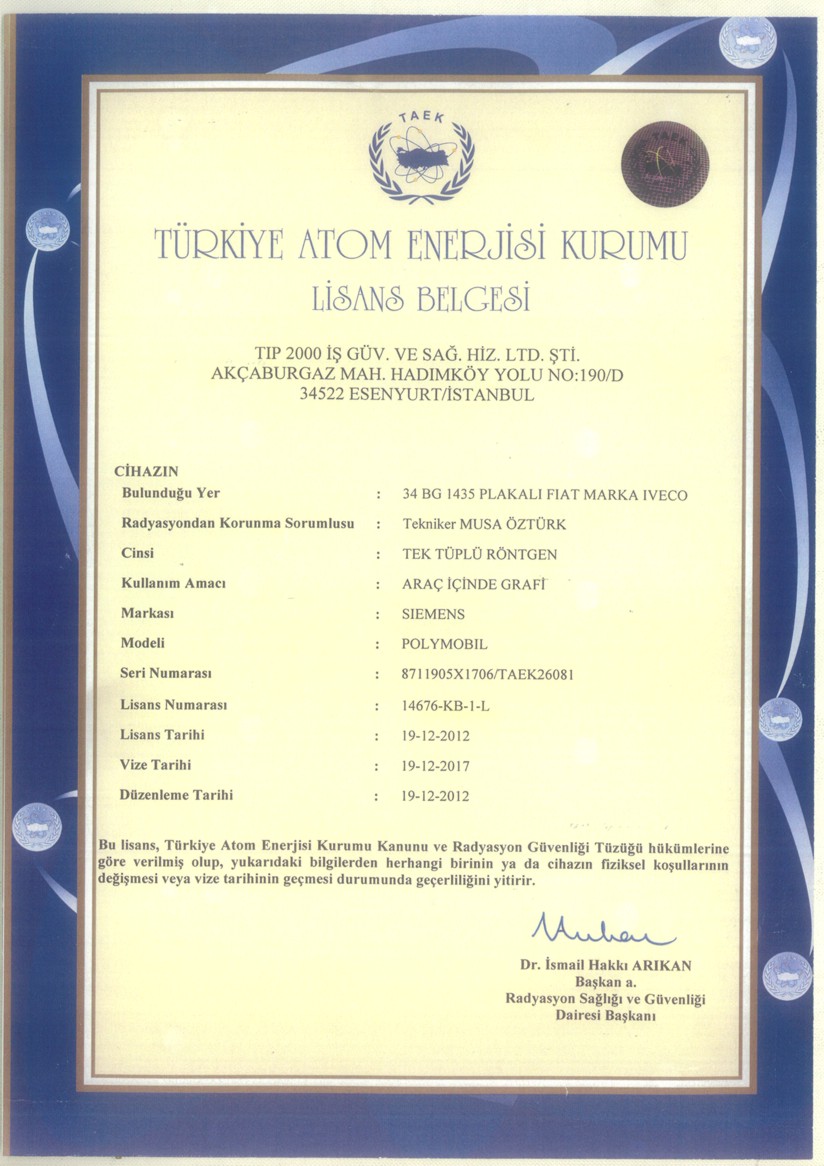 TAEK
TAEK
TÜRKİYE ATOM ENERJİSİ KURUMU
LİSANS BELGESİ
TIP 2000 İŞ GÜV. VE SAĞ. HİZ. LTD. ŞTİ.
AKÇABURGAZ MAH. HADIMKÖY YOLU NO:190/D
34522 ESENYURT/İSTANBUL
CİHAZIN
Bulunduğu Yer : 34 BG 1435 PLAKALI FIAT MARKA IVECO
Radyasyondan Korunma Sorumlusu : Tekniker MUSA ÖZTÜRK
Cinsi : TEK TÜPLÜ RÖNTGEN
Kullanım Amacı : ARAÇ İÇİNDE GRAFİ
Markası : SIEMENS
Modeli : POLYMOBIL
Seri Numarası : 8711905X1706/TAEK26081
Lisans Numarası : 14676-KB-1-L
Lisans Tarihi : 19-12-2012
Vize Tarihi : 19-12-2017
Düzenleme Tarihi : 19-12-2012
Bu lisans, Türkiye Atom Enerjisi Kurumu Kanunu ve Radyasyon Güvenliği Tüzüğü hükümlerine
göre verilmiş olup, yukarıdaki bilgilerden herhangi birinin ya da cihazın fiziksel koşullarının
değişmesi veya vize tarihinin geçmesi durumunda geçerliliğini yitirir.
Dr. İsmail Hakkı ARIKAN
Başkan a.
Radyasyon Sağlığı ve Güvenliği
Dairesi Başkanı